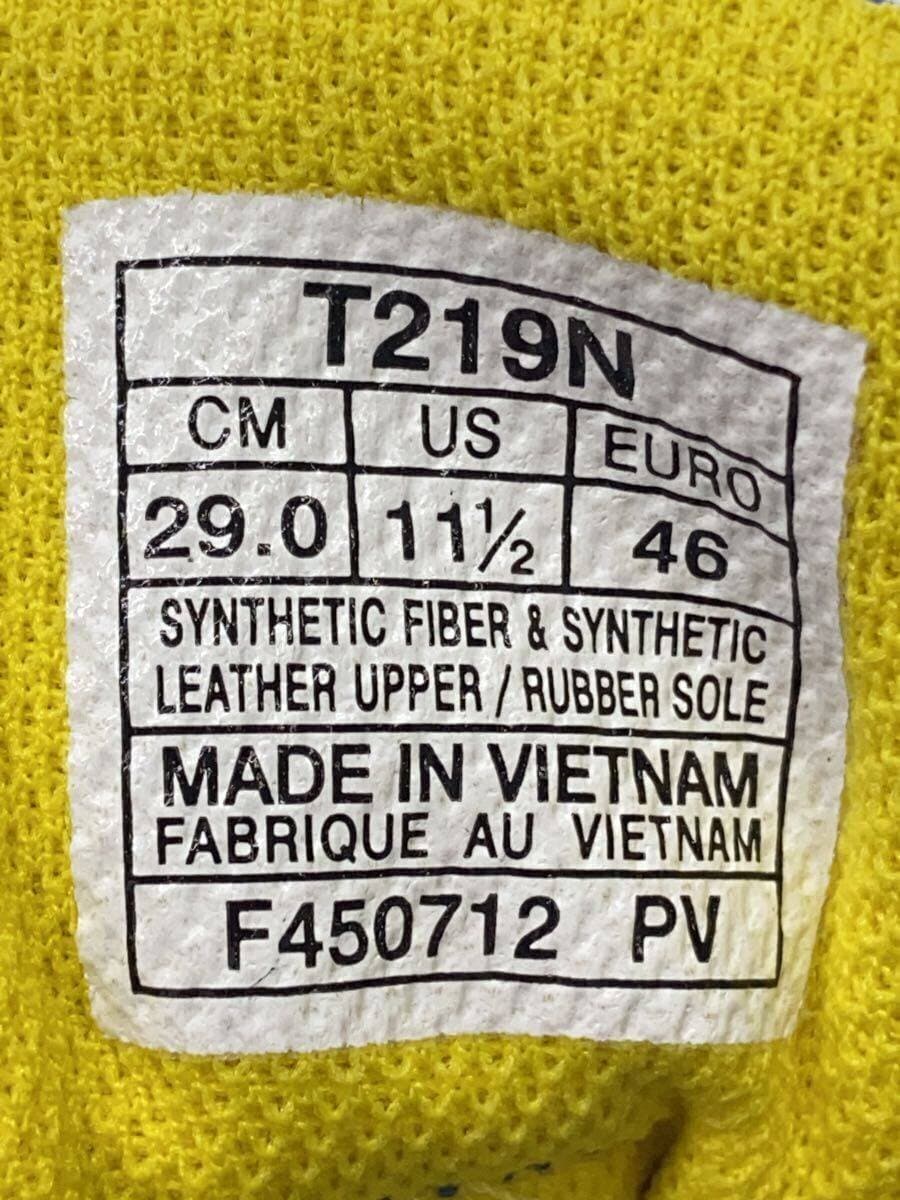 T219N
CM US EURO
29.0 11½ 46
SYNTHETIC FIBER & SYNTHETIC
LEATHER UPPER / RUBBER SOLE
MADE IN VIETNAM
FABRIQUE AU VIETNAM
F450712 PV